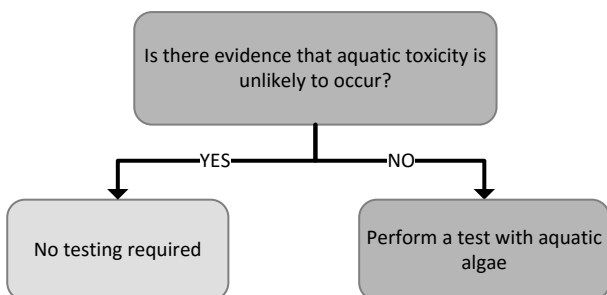 Is there evidence that aquatic toxicity is
unlikely to occur?
YES
NO
No testing required
Perform a test with aquatic
algae